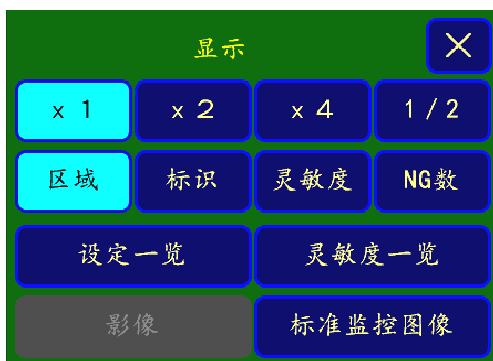 显示 ×
x 1 x 2 x 4 1 / 2
区域 标识 灵敏度 NG数
设定一览 灵敏度一览
影像 标准监控图像